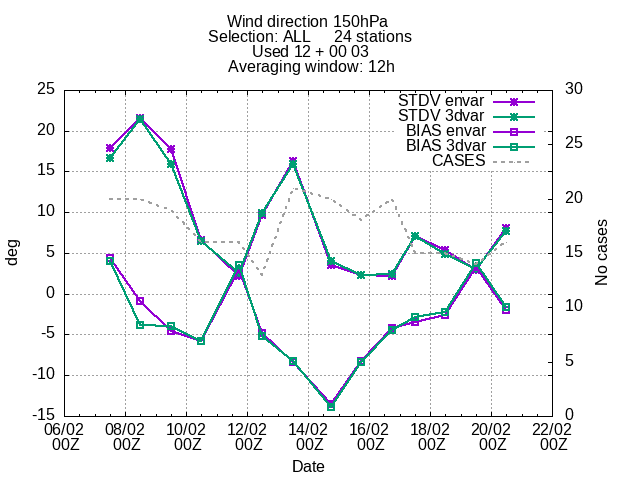 Wind direction 150hPa
Selection: ALL 24 stations
Used 12 + 00 03
Averaging window: 12h
STDV envar
STDV 3dvar
BIAS envar
BIAS 3dvar
CASES
25
20
15
10
5
0
-5
-10
-15
deg
30
25
20
15
10
5
0
No cases
06/02 08/02 10/02 12/02 14/02 16/02 18/02 20/02 22/02
00Z 00Z 00Z 00Z 00Z 00Z 00Z 00Z 00Z
Date